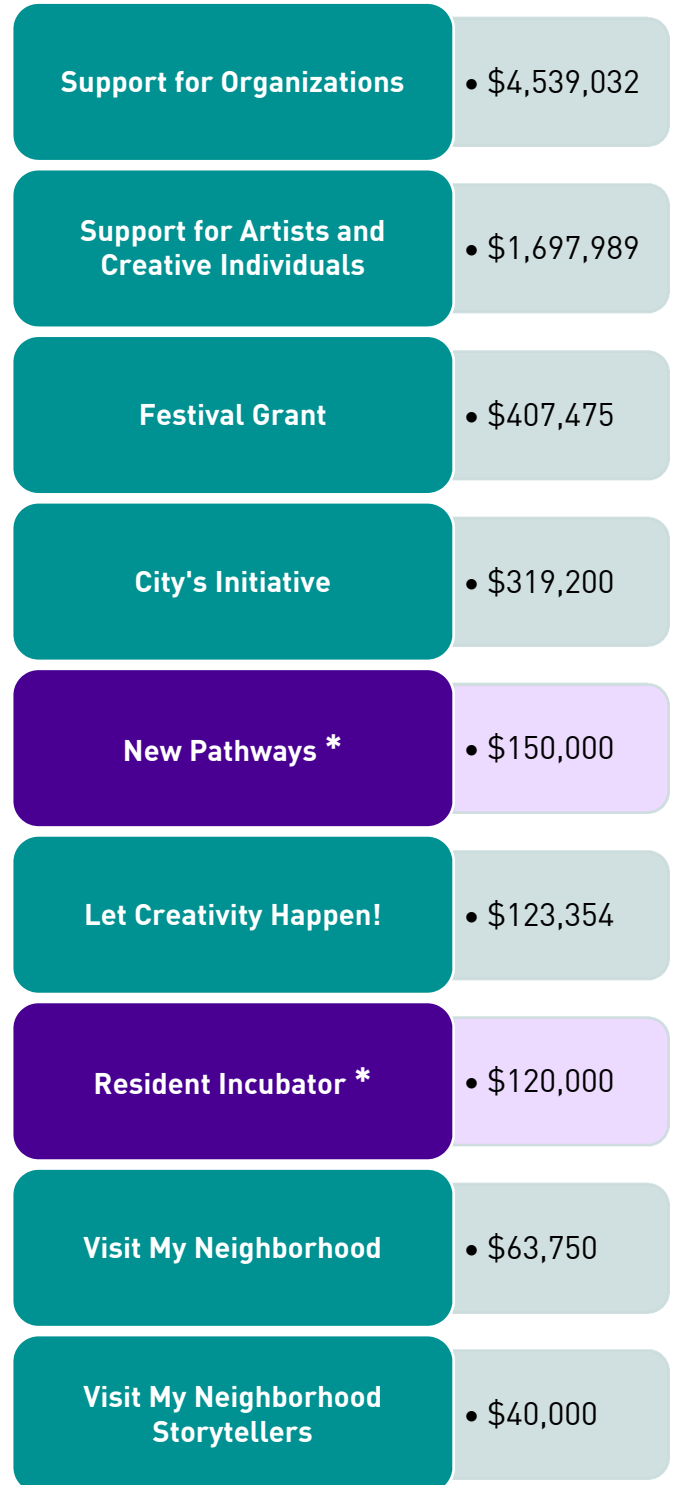 Support for Organizations
• $4,539,032
Support for Artists and
Creative Individuals
• $1,697,989
Festival Grant
• $407,475
City's Initiative
• $319,200
New Pathways *
• $150,000
Let Creativity Happen!
• $123,354
Resident Incubator *
• $120,000
Visit My Neighborhood
• $63,750
Visit My Neighborhood
Storytellers
• $40,000